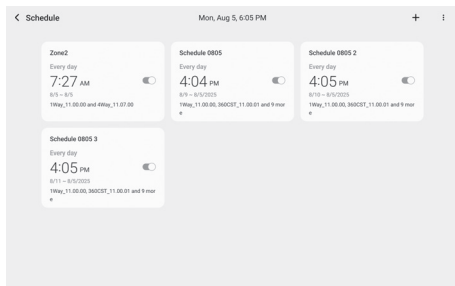 Schedule
Mon, Aug 5, 6:05 PM
Zone2
Every day
7:27 AM
8/5 ~ 8/5
1Way_11.00.00 and 4Way_11.07.00
Schedule 0805
Every day
4:04 PM
8/9 ~ 8/5/2025
1Way_11.00.00, 360CST_11.00.01 and 9 mor
e
Schedule 0805 2
Every day
4:05 PM
8/10 ~ 8/5/2025
1Way_11.00.00, 360CST_11.00.01 and 9 mor
e
Schedule 0805 3
Every day
4:05 PM
8/11 ~ 8/5/2025
1Way_11.00.00, 360CST_11.00.01 and 9 mor
e